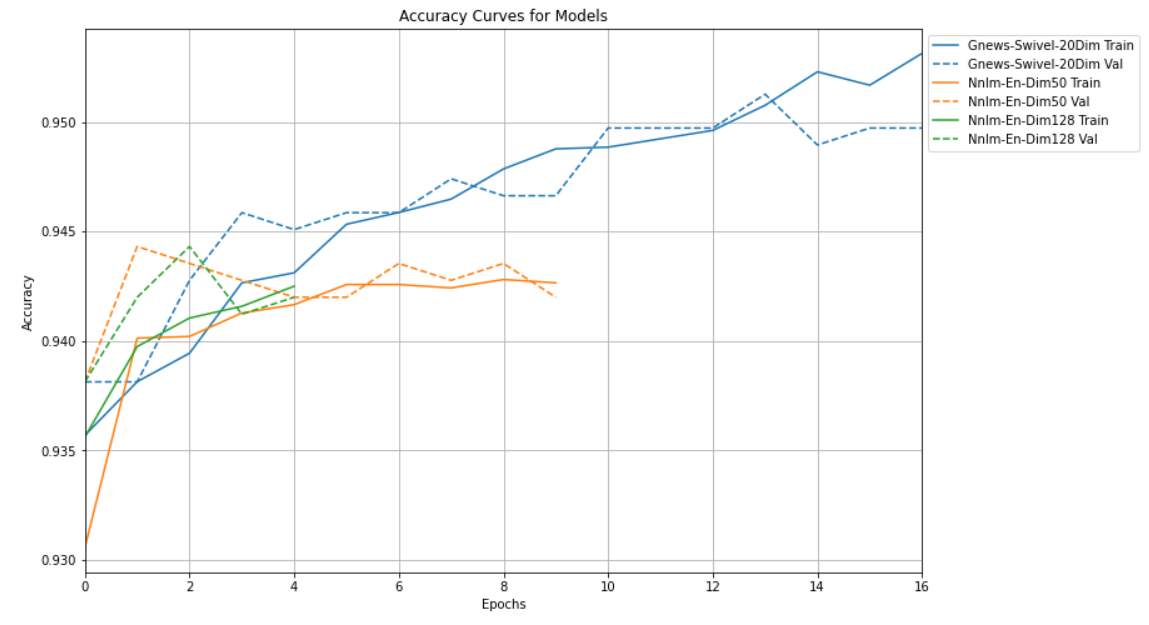 Accuracy Curves for Models
Gnews-Swivel-20Dim Train
Gnews-Swivel-20Dim Val
Nnlm-En-Dim50 Train
Nnlm-En-Dim50 Val
Nnlm-En-Dim128 Train
Nnlm-En-Dim128 Val
0.950
0.945
0.940
0.935
0.930
Accuracy
0 2 4 6 8 10 12 14 16
Epochs